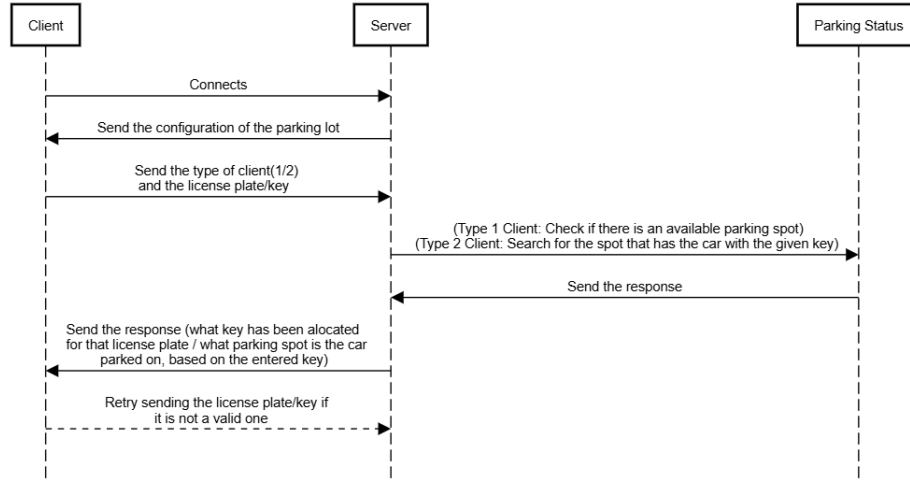 Client
Server
Parking Status
Connects
Send the configuration of the parking lot
Send the type of client(1/2)
and the license plate/key
(Type 1 Client: Check if there is an available parking spot)
(Type 2 Client: Search for the spot that has the car with the given key)
Send the response
Send the response (what key has been alocated
for that license plate / what parking spot is the car
parked on, based on the entered key)
Retry sending the license plate/key if
it is not a valid one